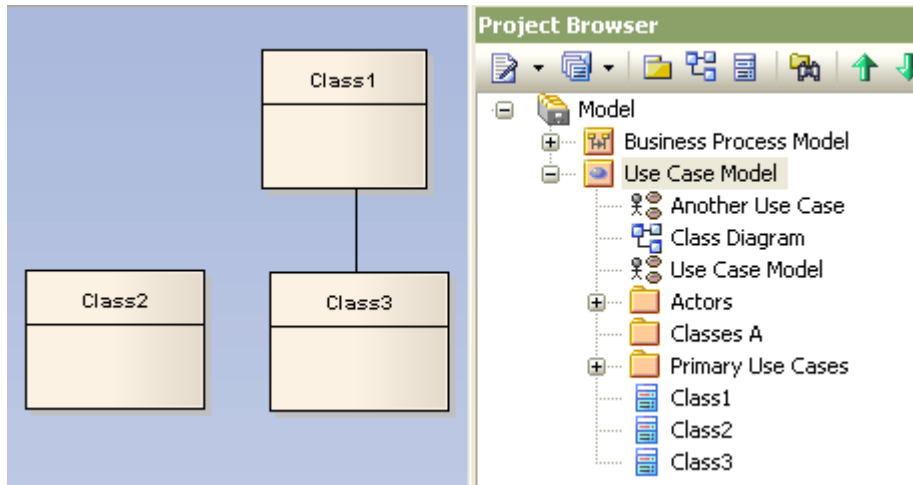 Class1
Class2
Class3
Project Browser
Model
Business Process Model
Use Case Model
Another Use Case
Class Diagram
Use Case Model
Actors
Classes A
Primary Use Cases
Class1
Class2
Class3